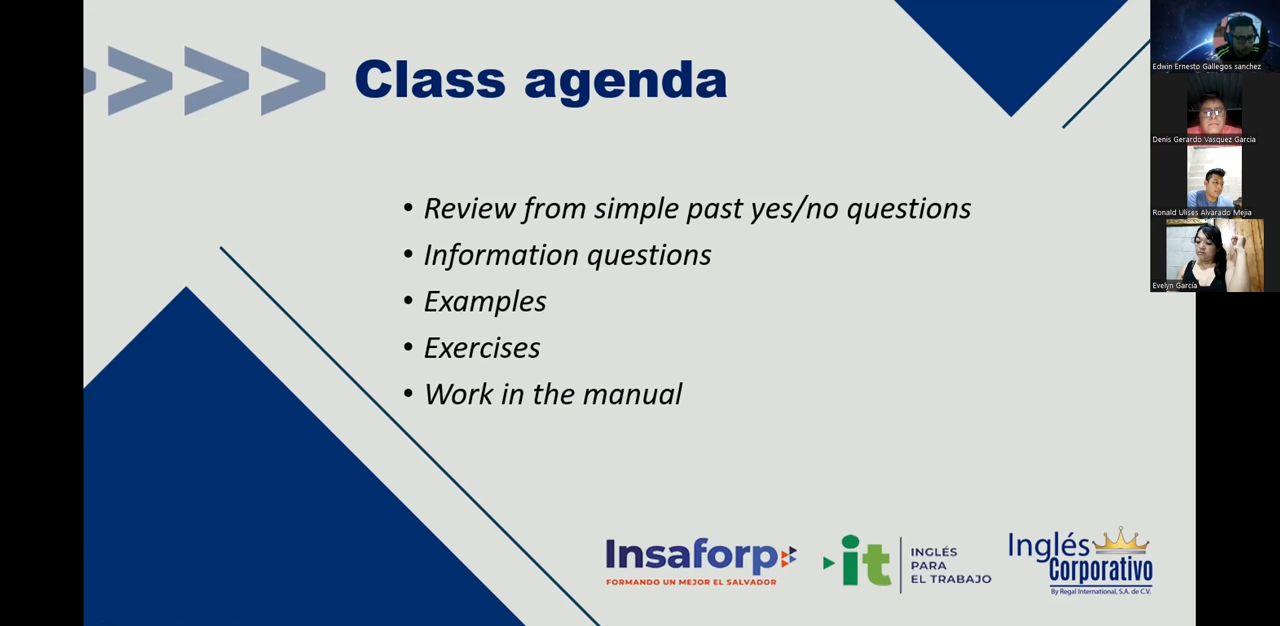 Class agenda
• Review from simple past yes/no questions
• Information questions
• Examples
• Exercises
• Work in the manual
Insaforp
FORMANDO UN MEJOR EL SALVADOR
it
INGLÉS
PARA
EL TRABAJO
Inglés
Corporativo
By Regal International, S.A. de C.V.
Edwin Ernesto Gallegos sanchez
Denis Gerardo Vasquez Garcia
Ronald Ulises Alvarado Mejia
Evelyn García